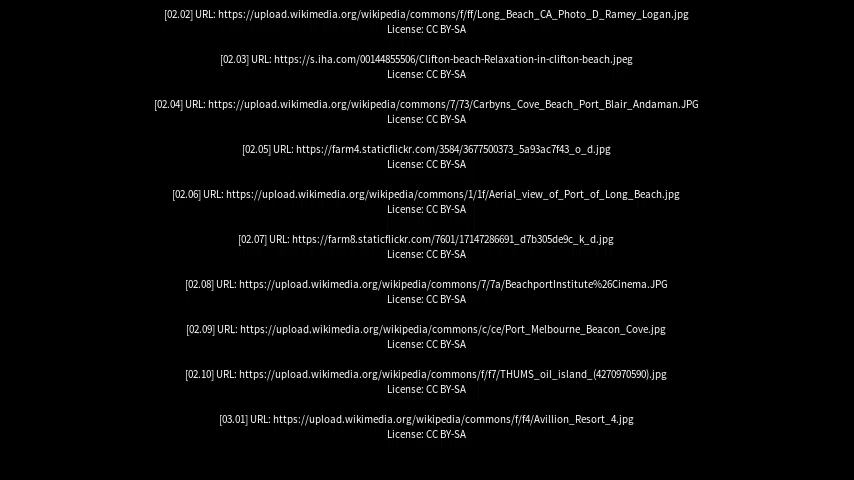 [02.02] URL: https://upload.wikimedia.org/wikipedia/commons/f/ff/Long_Beach_CA_Photo_D_Ramey_Logan.jpg
License: CC BY-SA
[02.03] URL: https://s.iha.com/00144855506/Clifton-beach-Relaxation-in-clifton-beach.jpeg
License: CC BY-SA
[02.04] URL: https://upload.wikimedia.org/wikipedia/commons/7/73/Carbyns_Cove_Beach_Port_Blair_Andaman.JPG
License: CC BY-SA
[02.05] URL: https://farm4.staticflickr.com/3584/3677500373_5a93ac7f43_o_d.jpg
License: CC BY-SA
[02.06] URL: https://upload.wikimedia.org/wikipedia/commons/1/1f/Aerial_view_of_Port_of_Long_Beach.jpg
License: CC BY-SA
[02.07] URL: https://farm8.staticflickr.com/7601/17147286691_d7b305de9c_k_d.jpg
License: CC BY-SA
[02.08] URL: https://upload.wikimedia.org/wikipedia/commons/7/7a/BeachportInstitute%26Cinema.JPG
License: CC BY-SA
[02.09] URL: https://upload.wikimedia.org/wikipedia/commons/c/ce/Port_Melbourne_Beacon_Cove.jpg
License: CC BY-SA
[02.10] URL: https://upload.wikimedia.org/wikipedia/commons/f/f7/THUMS_oil_island_(4270970590).jpg
License: CC BY-SA
[03.01] URL: https://upload.wikimedia.org/wikipedia/commons/f/f4/Avillion_Resort_4.jpg
License: CC BY-SA